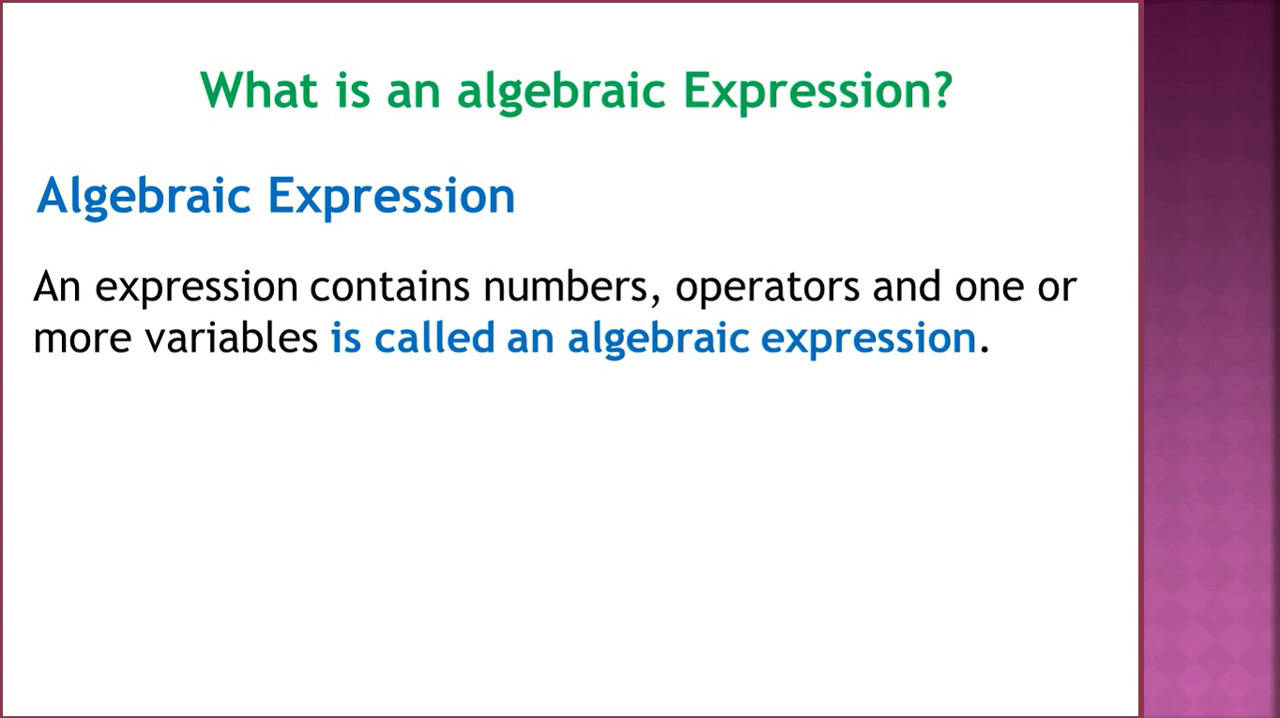 What is an algebraic Expression?
Algebraic Expression
An expression contains numbers, operators and one or
more variables is called an algebraic expression.